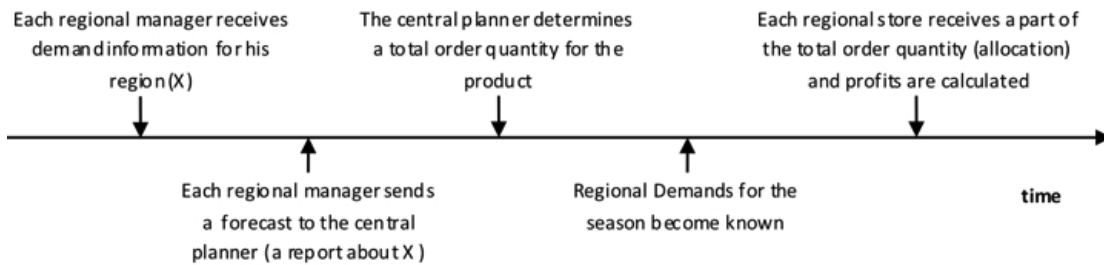 Each regional manager receives
demand information for his
region (X)
Each regional manager sends
a forecast to the central
planner (a report about X)
The central planner determines
a total order quantity for the
product
Regional Demands for the
season become known
Each regional store receives a part of
the total order quantity (allocation)
and profits are calculated
time